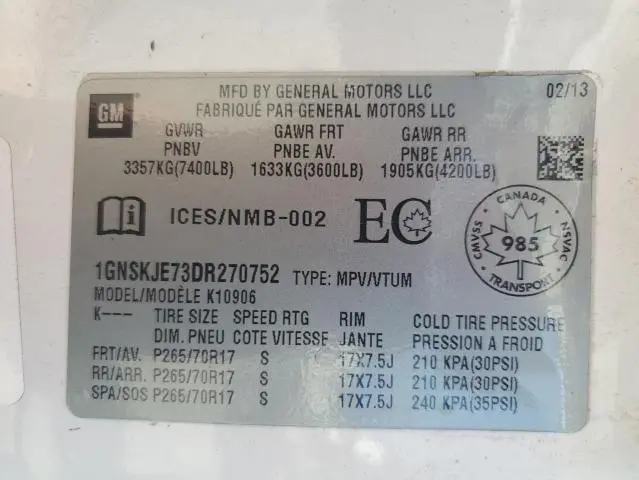 MFD BY GENERAL MOTORS LLC 02/13
FABRIQUÉ PAR GENERAL MOTORS LLC
GM
GVWR GAWR FRT GAWR RR
PNBV PNBE AV. PNBE ARR.
3357KG(7400LB) 1633KG(3600LB) 1905KG(4200LB)
ICES/NMB-002 EC
CANADA
CMVSS 985 NSVAC
TRANSPORT
1GNSKJE73DR270752 TYPE: MPV/VTUM
MODEL/MODÈLE K10906
K--- TIRE SIZE SPEED RTG RIM COLD TIRE PRESSURE
DIM. PNEU COTE VITESSE JANTE PRESSION A FROID
FRT/AV. P265/70R17 S 17X7.5J 210 KPA(30PSI)
RR/ARR. P265/70R17 S 17X7.5J 210 KPA(30PSI)
SPA/SOS P265/70R17 S 17X7.5J 240 KPA(35PSI)